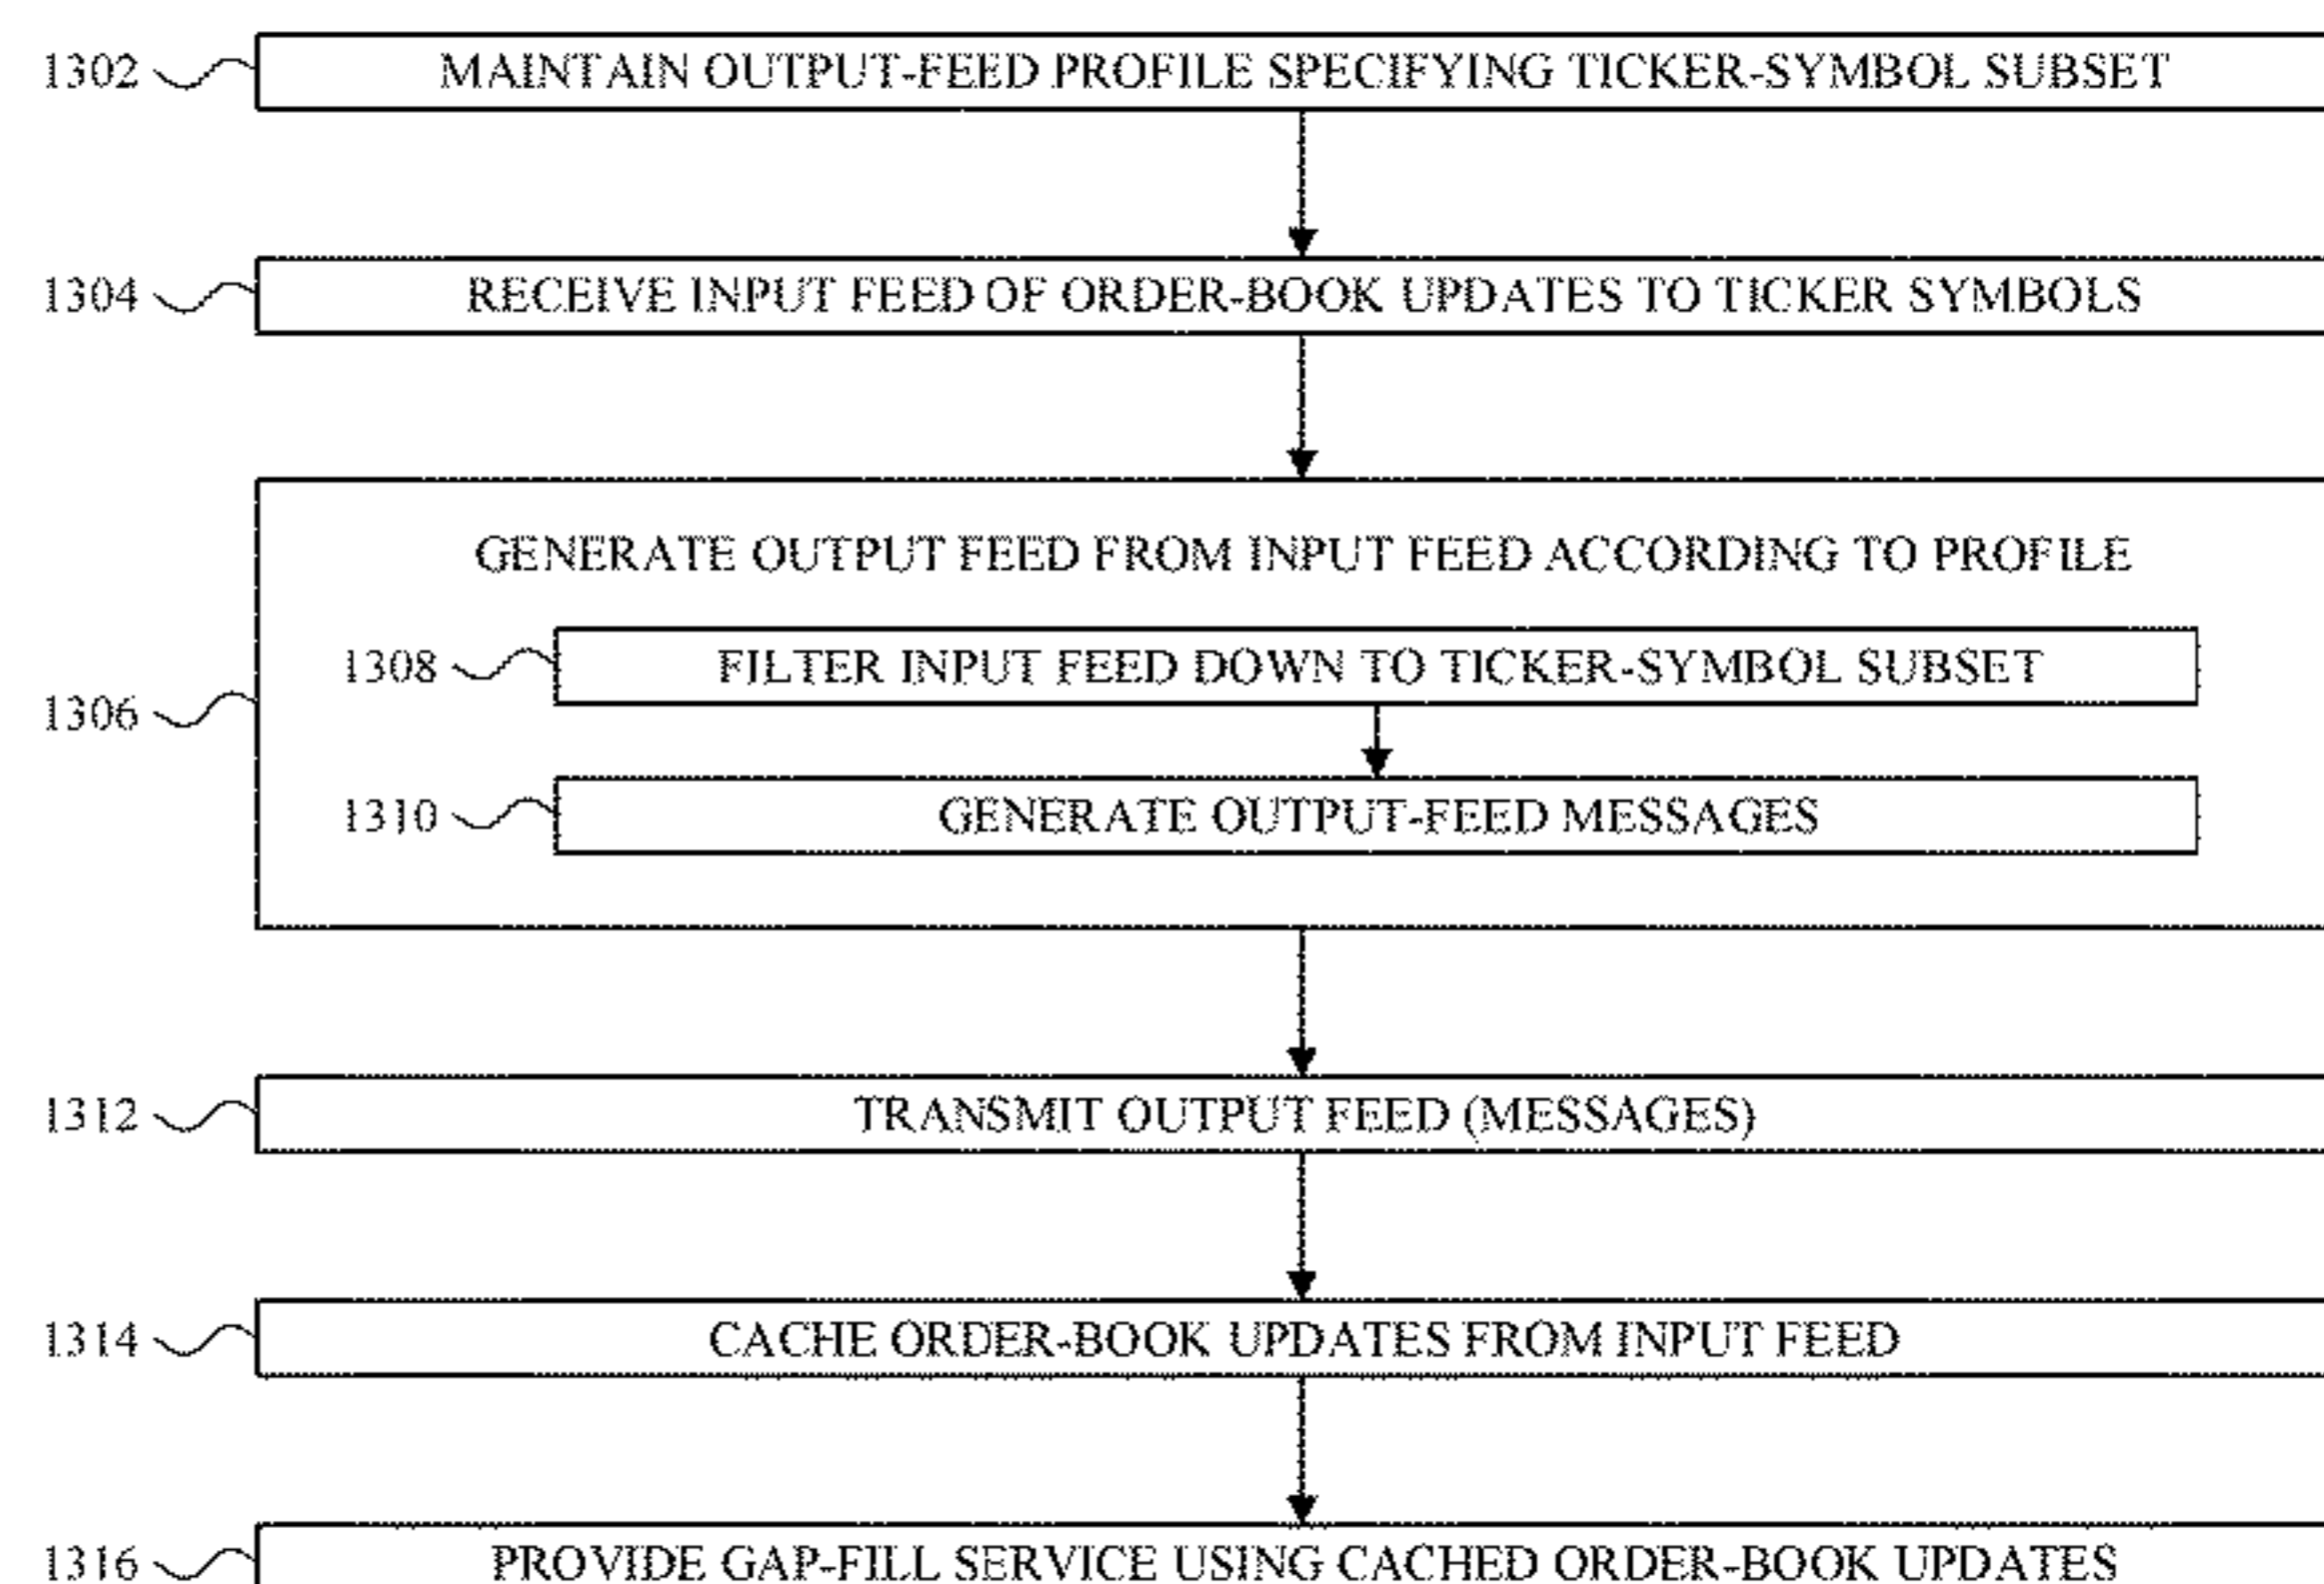 1302 MAINTAIN OUTPUT-FEED PROFILE SPECIFYING TICKER-SYMBOL SUBSET
1304 RECEIVE INPUT FEED OF ORDER-BOOK UPDATES TO TICKER SYMBOLS
GENERATE OUTPUT FEED FROM INPUT FEED ACCORDING TO PROFILE
1308 FILTER INPUT FEED DOWN TO TICKER-SYMBOL SUBSET
1306
1310 GENERATE OUTPUT-FEED MESSAGES
1312 TRANSMIT OUTPUT FEED (MESSAGES)
1314 CACHE ORDER-BOOK UPDATES FROM INPUT FEED
1316 PROVIDE GAP-FILL SERVICE USING CACHED ORDER-BOOK UPDATES